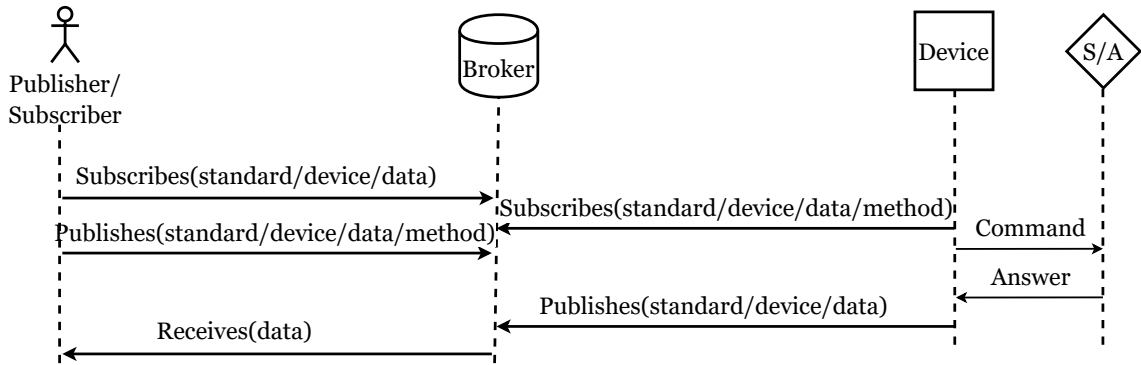 Publisher/
Subscriber
Broker
Device
S/A
Subscribes(standard/device/data)
Subscribes(standard/device/data/method)
Publishes(standard/device/data/method)
Command
Answer
Publishes(standard/device/data)
Receives(data)